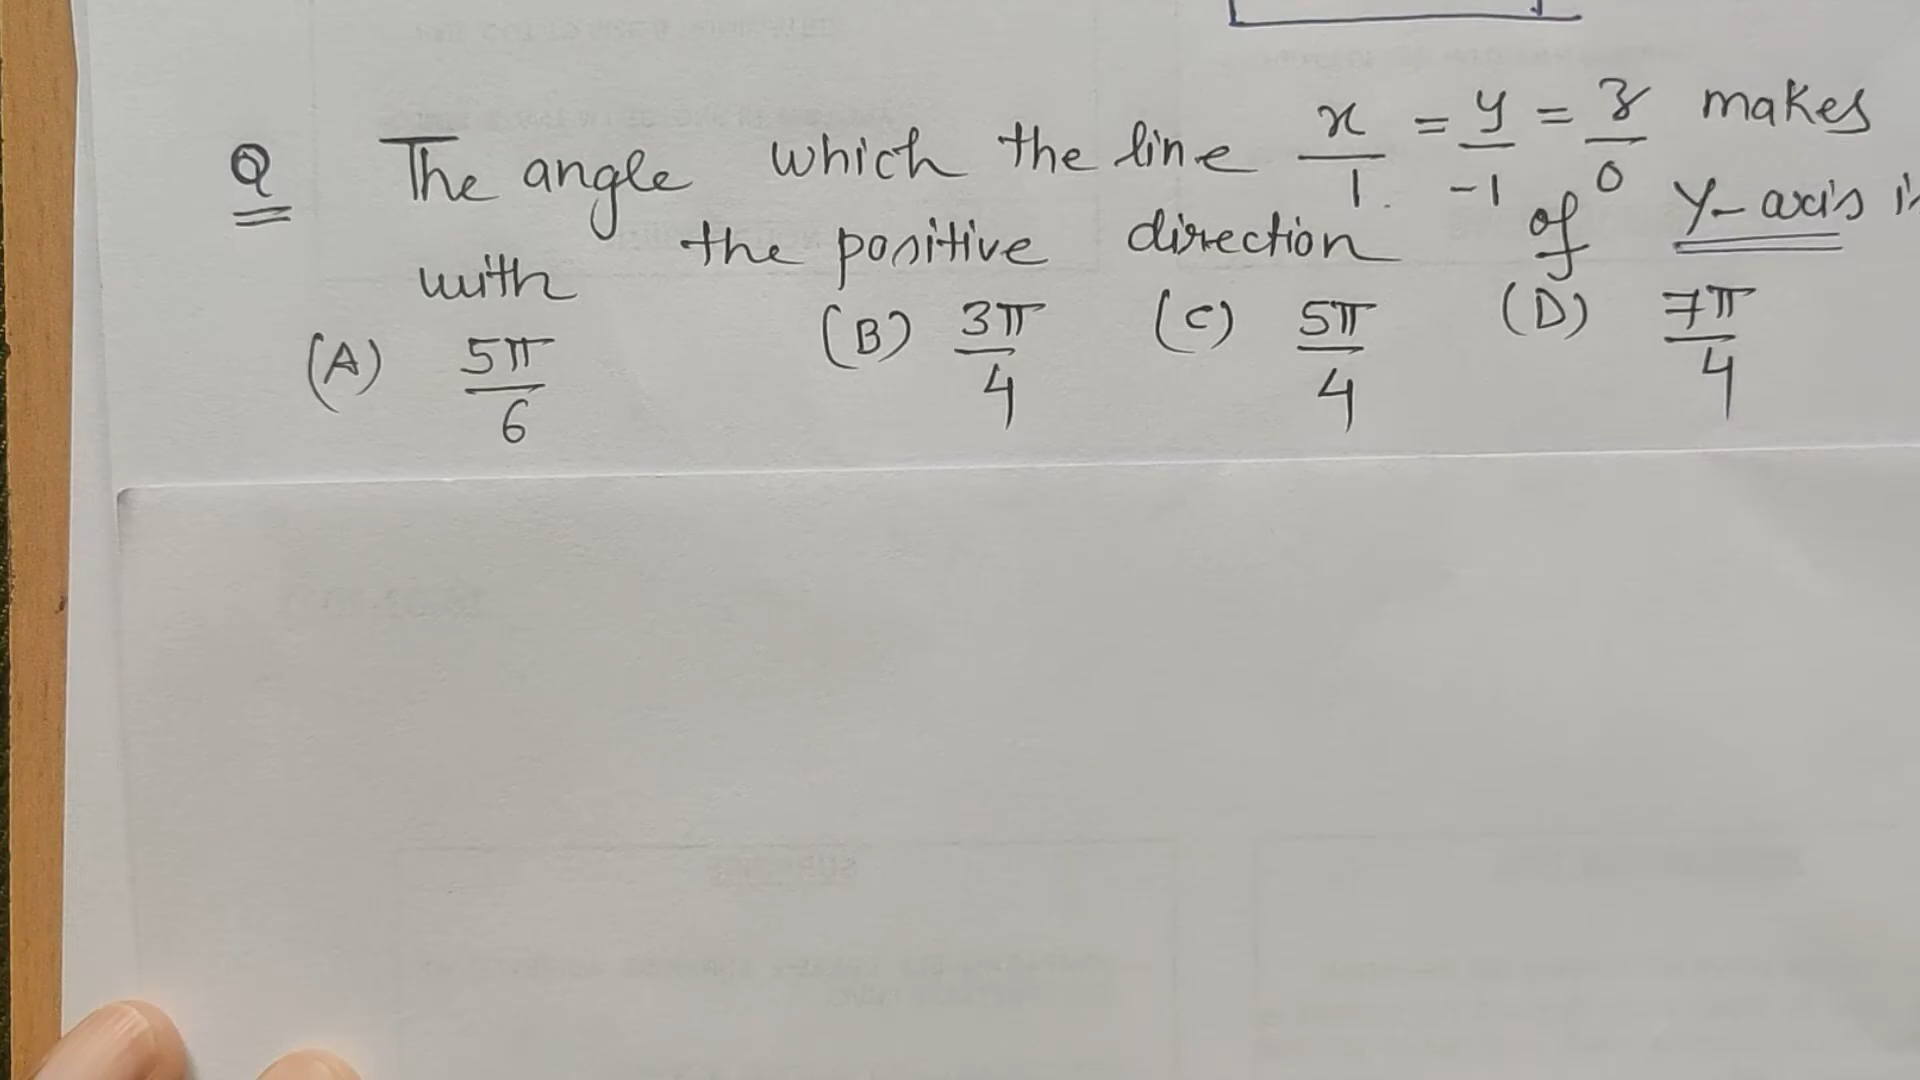 Q The angle which the line x/1 = y/-1 = z/0 makes
with the positive direction of Y-axis is
(A) 5π/6 (B) 3π/4 (C) 5π/4 (D) 7π/4